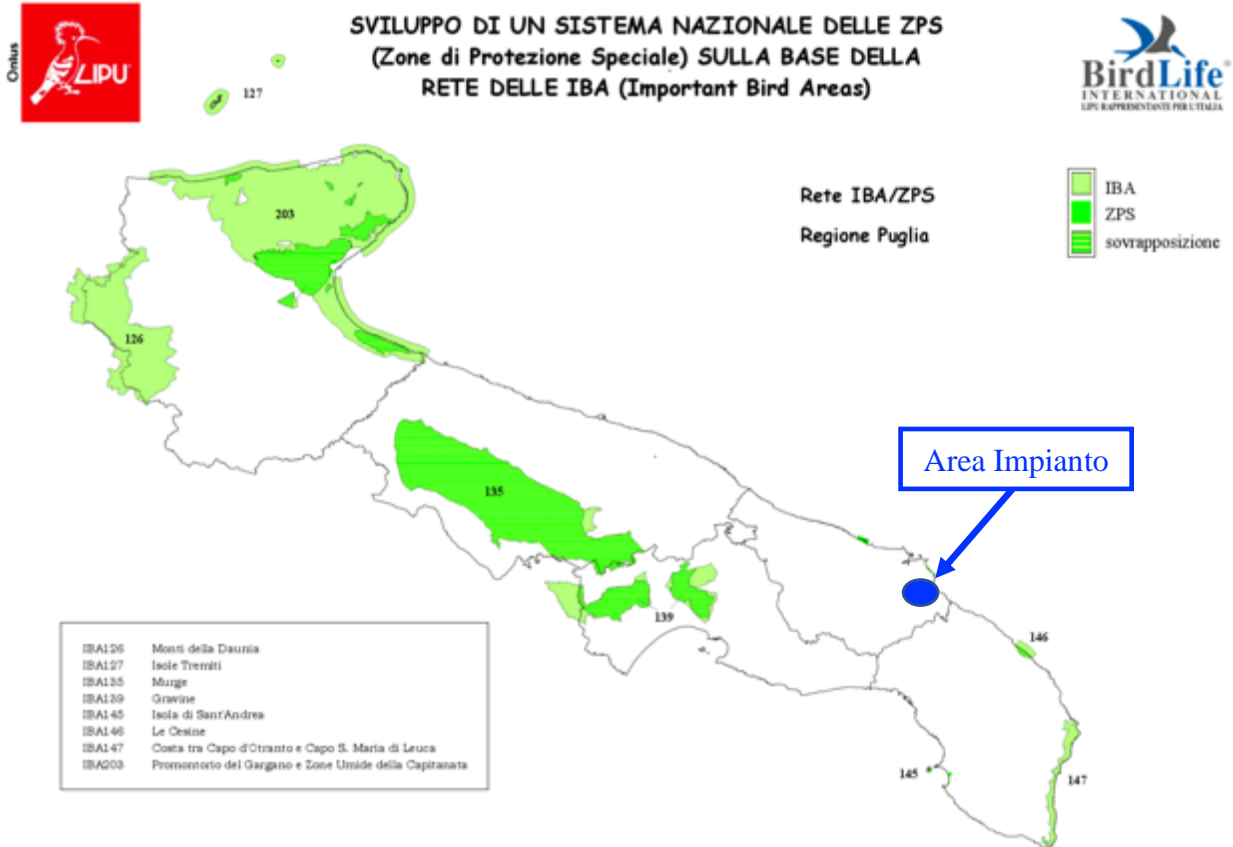 Onlus
LIPU
SVILUPPO DI UN SISTEMA NAZIONALE DELLE ZPS
(Zone di Protezione Speciale) SULLA BASE DELLA
RETE DELLE IBA (Important Bird Areas)
BirdLife
INTERNATIONAL
LIPU RAPPRESENTANTE PER L'ITALIA
127
Rete IBA/ZPS
Regione Puglia
IBA
ZPS
sovrapposizione
203
126
Area Impianto
135
139
146
IBA126 Monti della Daunia
IBA127 Isole Tremiti
IBA135 Murge
IBA139 Gravine
IBA145 Isola di Sant'Andrea
IBA146 Le Cesine
IBA147 Costa tra Capo d'Otranto e Capo S. Maria di Leuca
IBA203 Promontorio del Gargano e Zone Umide della Capitanata
145
147